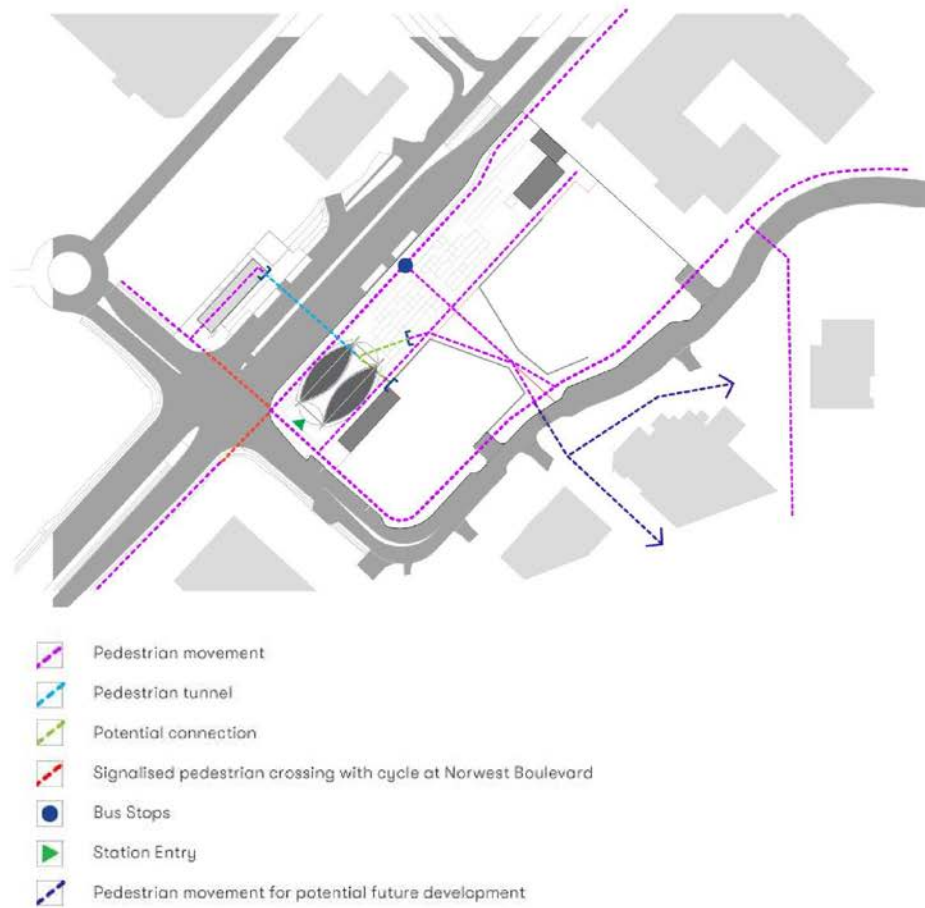 Pedestrian movement
Pedestrian tunnel
Potential connection
Signalised pedestrian crossing with cycle at Norwest Boulevard
Bus Stops
Station Entry
Pedestrian movement for potential future development